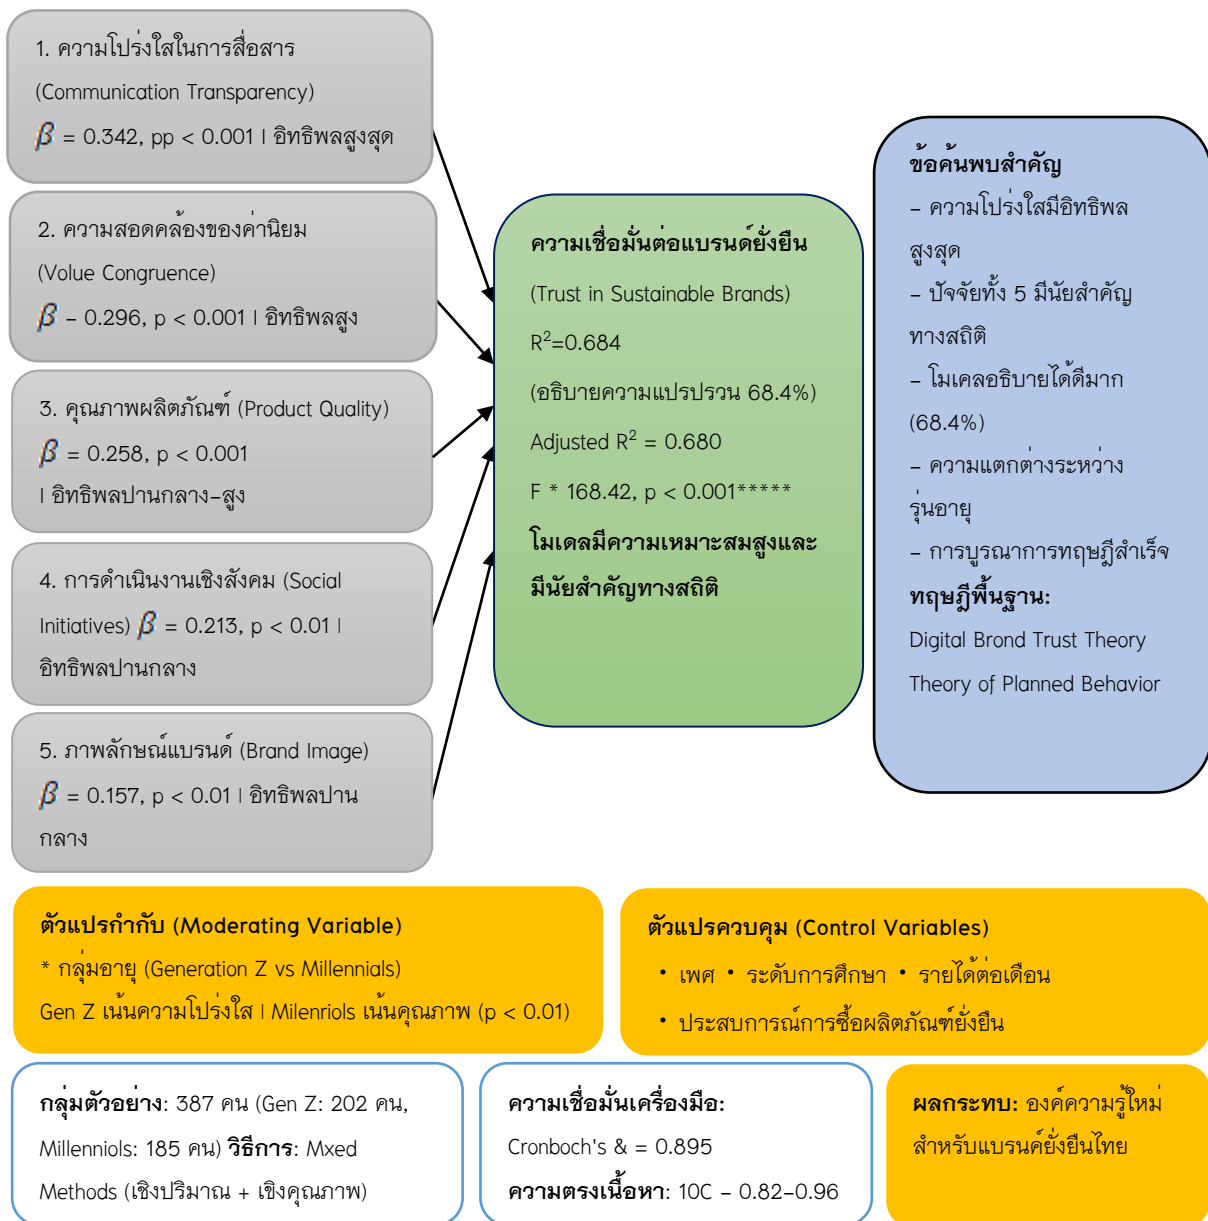 1. ความโปร่งใสในการสื่อสาร
(Communication Transparency)
β = 0.342, pp < 0.001 | อิทธิพลสูงสุด
2. ความสอดคล้องของค่านิยม
(Volue Congruence)
β – 0.296, p < 0.001 | อิทธิพลสูง
3. คุณภาพผลิตภัณฑ์ (Product Quality)
β = 0.258, p < 0.001
| อิทธิพลปานกลาง–สูง
4. การดำเนินงานเชิงสังคม (Social
Initiatives) β = 0.213, p < 0.01 |
อิทธิพลปานกลาง
5. ภาพลักษณ์แบรนด์ (Brand Image)
β = 0.157, p < 0.01 | อิทธิพลปาน
กลาง
ความเชื่อมั่นต่อแบรนด์ยั่งยืน
(Trust in Sustainable Brands)
R²=0.684
(อธิบายความแปรปรวน 68.4%)
Adjusted R² = 0.680
F * 168.42, p < 0.001*****
โมเดลมีความเหมาะสมสูงและ
มีนัยสำคัญทางสถิติ
ข้อค้นพบสำคัญ
– ความโปร่งใสมีอิทธิพล
สูงสุด
– ปัจจัยทั้ง 5 มีนัยสำคัญ
ทางสถิติ
– โมเคลอธิบายได้ดีมาก
(68.4%)
– ความแตกต่างระหว่าง
รุ่นอายุ
– การบูรณาการทฤษฎีสำเร็จ
ทฤษฎีพื้นฐาน:
Digital Brond Trust Theory
Theory of Planned Behavior
ตัวแปรกำกับ (Moderating Variable)
* กลุ่มอายุ (Generation Z vs Millennials)
Gen Z เน้นความโปร่งใส | Milenriols เน้นคุณภาพ (p < 0.01)
ตัวแปรควบคุม (Control Variables)
• เพศ • ระดับการศึกษา • รายได้ต่อเดือน
• ประสบการณ์การซื้อผลิตภัณฑ์ยั่งยืน
กลุ่มตัวอย่าง: 387 คน (Gen Z: 202 คน,
Millenniols: 185 คน) วิธีการ: Mxed
Methods (เชิงปริมาณ + เชิงคุณภาพ)
ความเชื่อมั่นเครื่องมือ:
Cronboch's & = 0.895
ความตรงเนื้อหา: 10C – 0.82–0.96
ผลกระทบ: องค์ความรู้ใหม่
สำหรับแบรนค์ยั่งยืนไทย